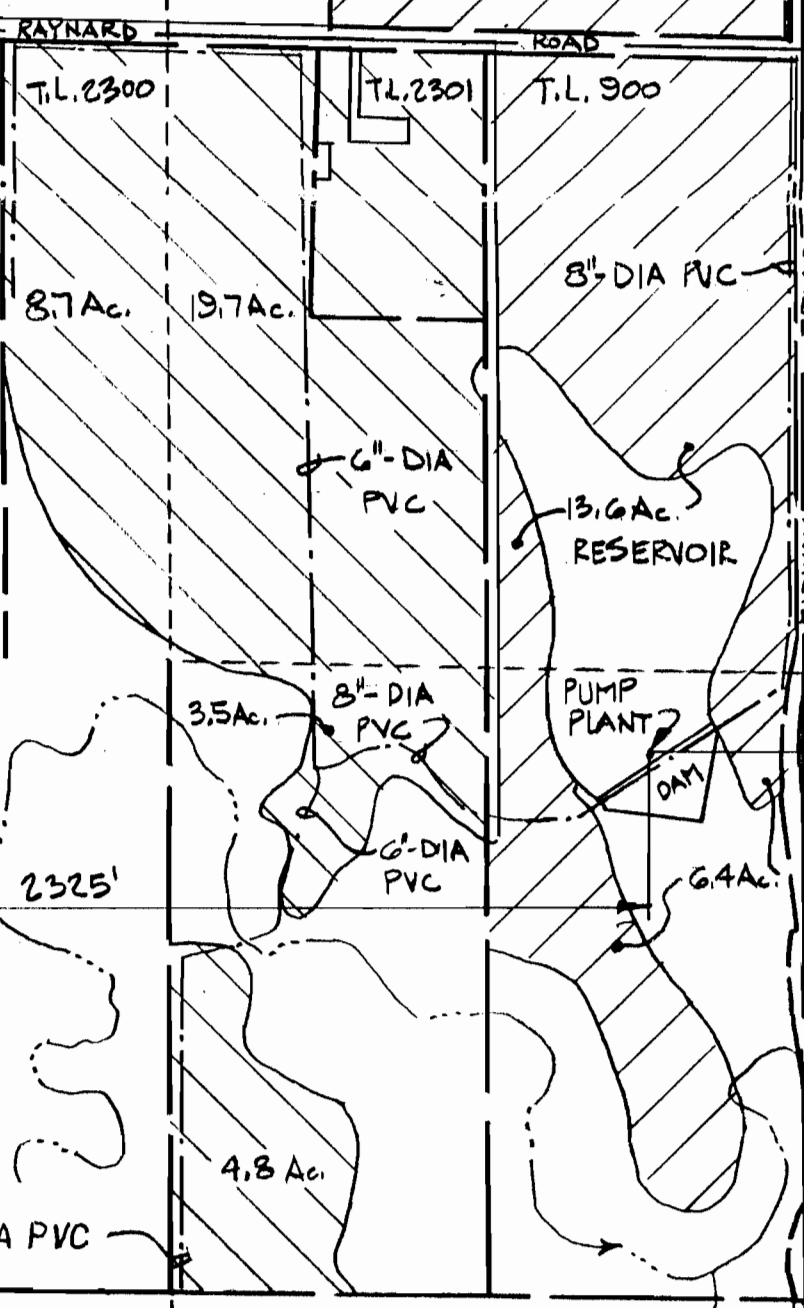 RAYNARD ROAD
T.L. 2300
T.L. 2301
T.L. 900
8"-DIA PVC
8.7 Ac.
19.7 Ac.
6"-DIA
PVC
13.6 Ac.
RESERVOIR
3.5 Ac.
8"-DIA
PVC
PUMP
PLANT
DAM
6"-DIA
PVC
2325'
6.4 Ac.
4.8 Ac.
A PVC